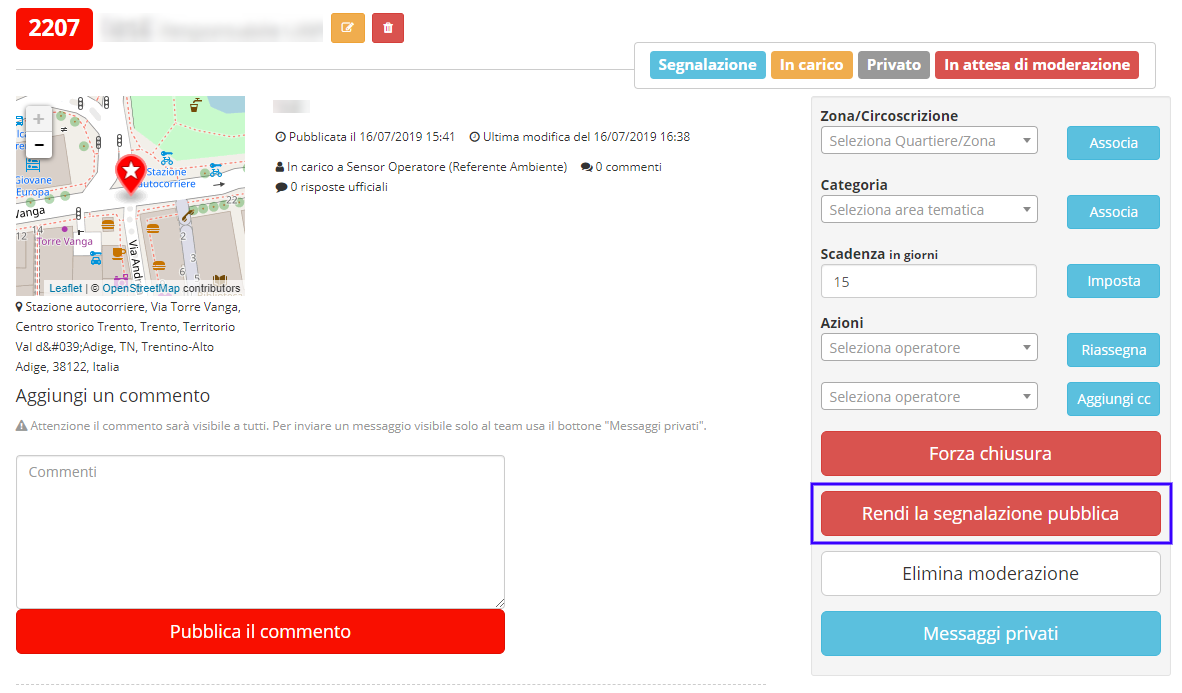 2207
Segnalazione In carico Privato In attesa di moderazione
+
−
Stazione
autocorriere
Giovane
Europa
Vanga
Torre Vanga
12
14
22
2
3
5
6
Via Andr
Leaflet | © OpenStreetMap contributors
Stazione autocorriere, Via Torre Vanga,
Centro storico Trento, Trento, Territorio
Val d&#039;Adige, TN, Trentino-Alto
Adige, 38122, Italia
Pubblicata il 16/07/2019 15:41 Ultima modifica del 16/07/2019 16:38
In carico a Sensor Operatore (Referente Ambiente) 0 commenti
0 risposte ufficiali
Aggiungi un commento
Attenzione il commento sarà visibile a tutti. Per inviare un messaggio visibile solo al team usa il bottone "Messaggi privati".
Commenti
Pubblica il commento
Zona/Circoscrizione
Seleziona Quartiere/Zona Associa
Categoria
Seleziona area tematica Associa
Scadenza in giorni
15 Imposta
Azioni
Seleziona operatore Riassegna
Seleziona operatore Aggiungi cc
Forza chiusura
Rendi la segnalazione pubblica
Elimina moderazione
Messaggi privati